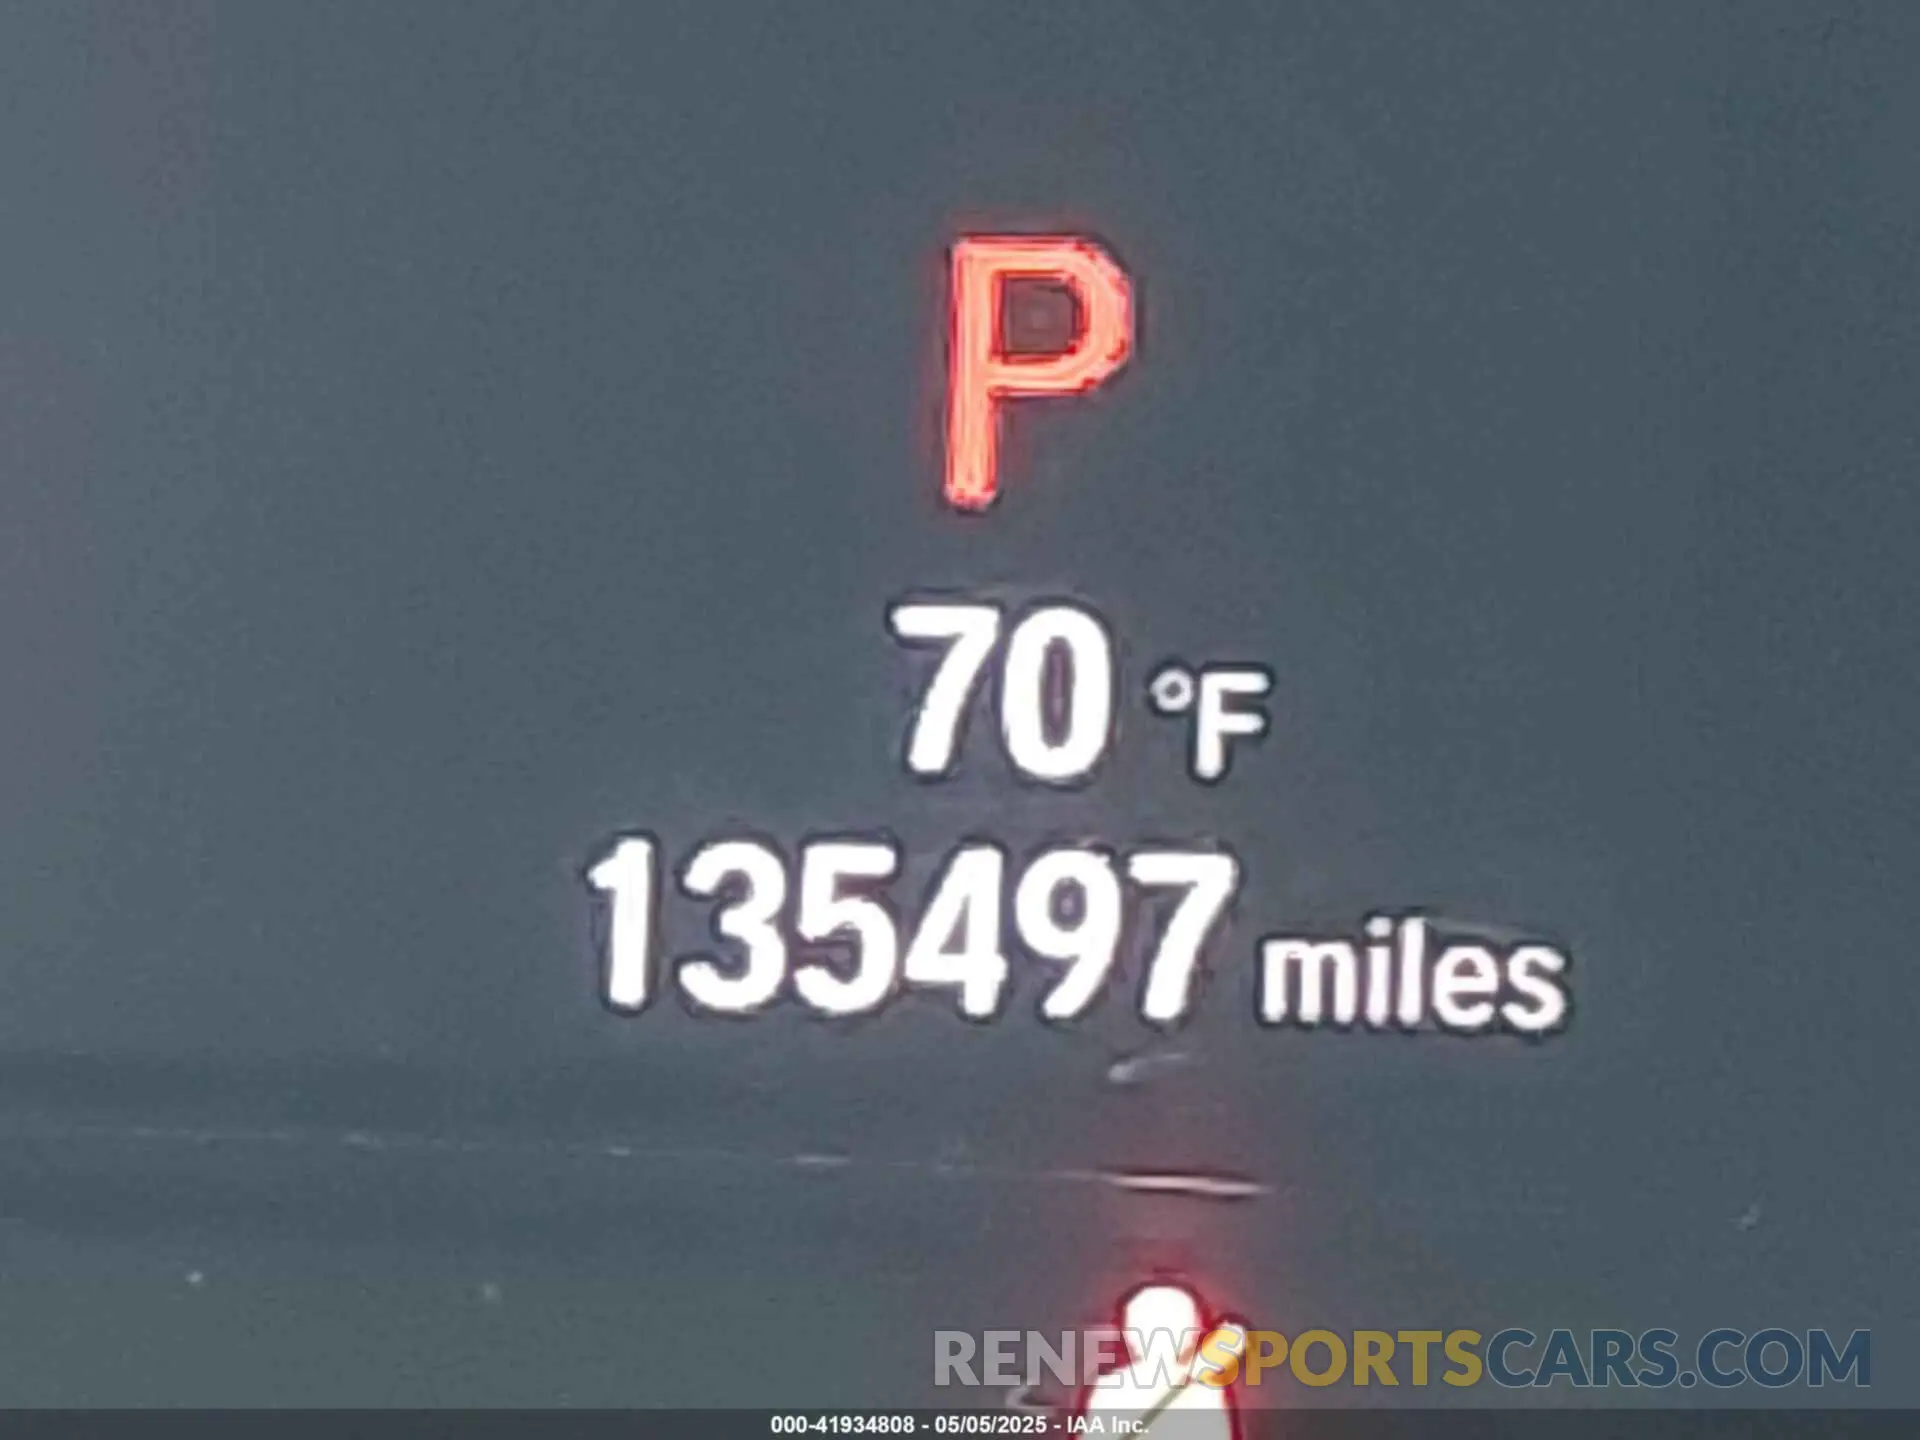 P
70 °F
135497 miles
RENEWSPORTSCARS.COM
000-41934808 - 05/05/2025 - IAA Inc.